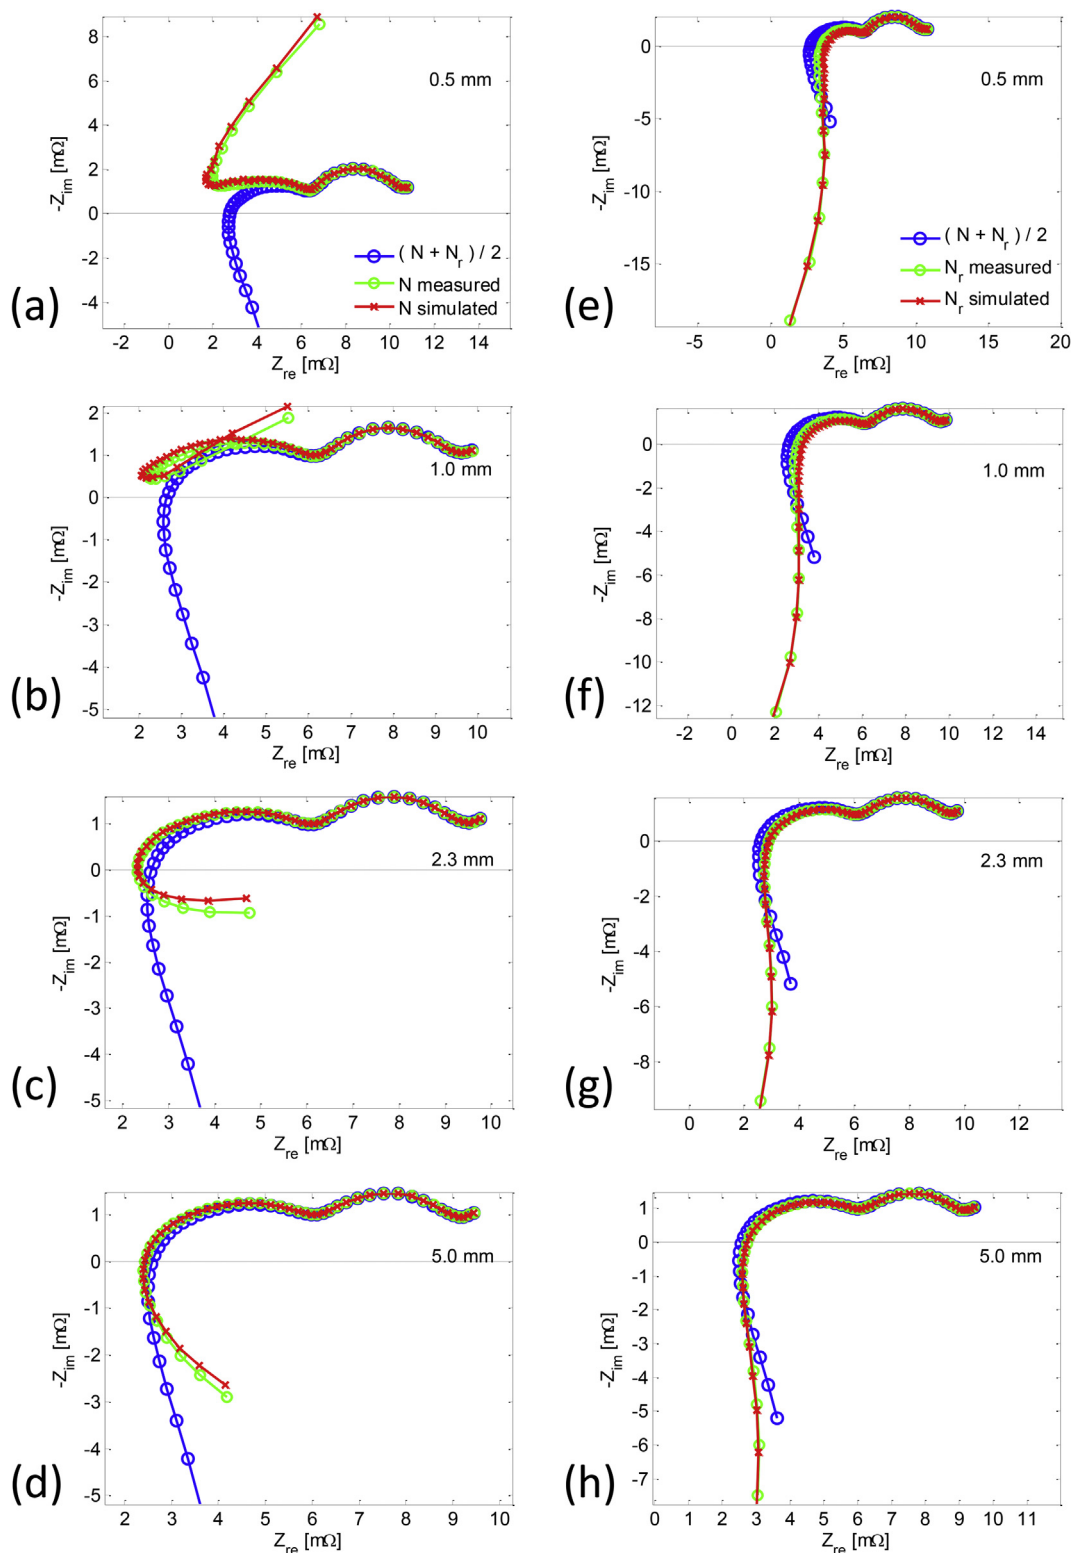 (a)
8
6
4
2
0
-2
-4
-Zim [mΩ]
0.5 mm
( N + Nr ) / 2
N measured
N simulated
-2 0 2 4 6 8 10 12 14
Zre [mΩ]
(e)
0
-5
-10
-15
-Zim [mΩ]
0.5 mm
( N + Nr ) / 2
Nr measured
Nr simulated
-5 0 5 10 15 20
Zre [mΩ]
(b)
2
1
0
-1
-2
-3
-4
-5
-Zim [mΩ]
1.0 mm
2 3 4 5 6 7 8 9 10
Zre [mΩ]
(f)
0
-2
-4
-6
-8
-10
-12
-Zim [mΩ]
1.0 mm
-2 0 2 4 6 8 10 12 14
Zre [mΩ]
(c)
1
0
-1
-2
-3
-4
-5
-Zim [mΩ]
2.3 mm
2 3 4 5 6 7 8 9 10
Zre [mΩ]
(g)
0
-2
-4
-6
-8
-Zim [mΩ]
2.3 mm
0 2 4 6 8 10 12
Zre [mΩ]
(d)
1
0
-1
-2
-3
-4
-5
-Zim [mΩ]
5.0 mm
2 3 4 5 6 7 8 9 10
Zre [mΩ]
(h)
1
0
-1
-2
-3
-4
-5
-6
-7
-Zim [mΩ]
5.0 mm
0 1 2 3 4 5 6 7 8 9 10 11
Zre [mΩ]